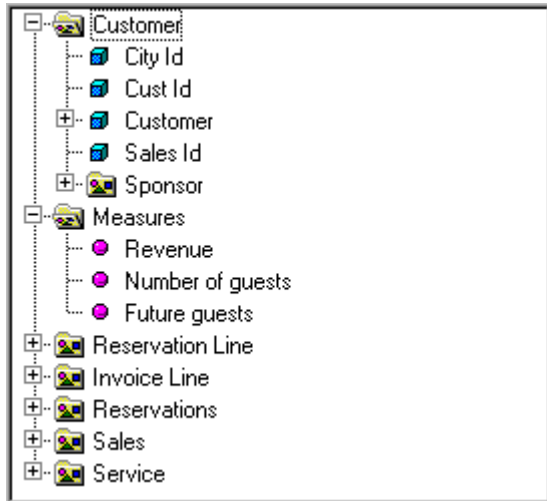 Customer
City Id
Cust Id
Customer
Sales Id
Sponsor
Measures
Revenue
Number of guests
Future guests
Reservation Line
Invoice Line
Reservations
Sales
Service